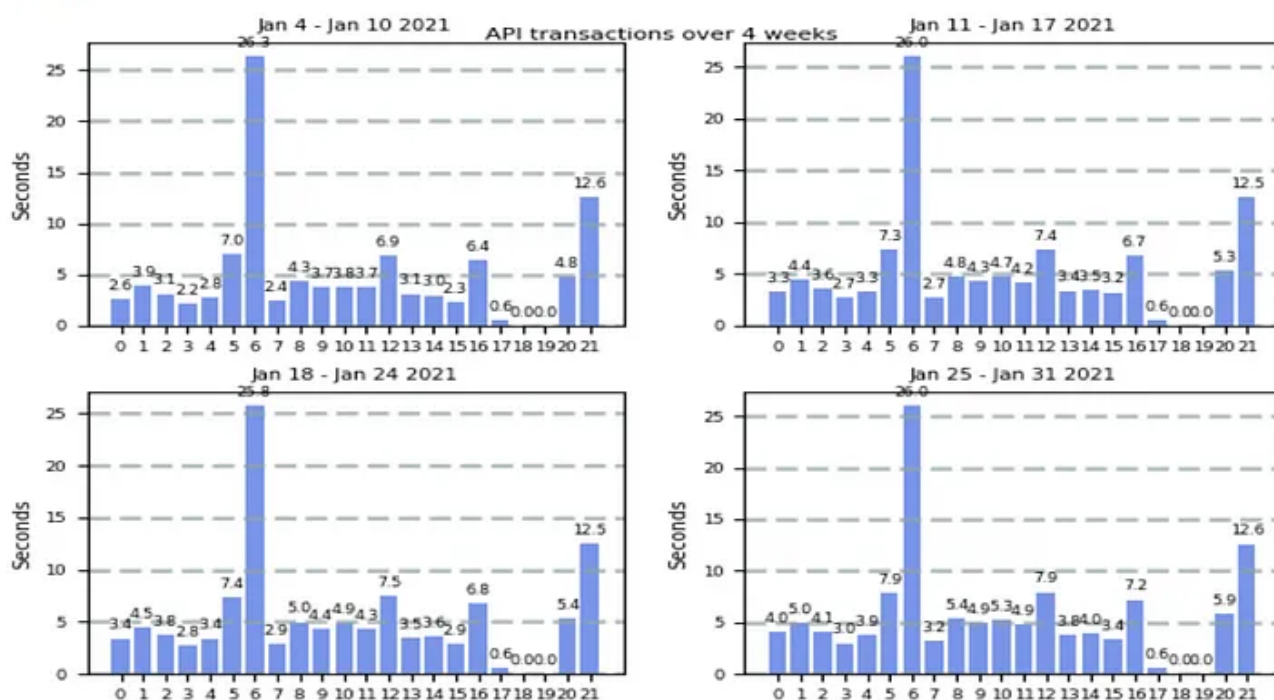 API transactions over 4 weeks
Jan 4 - Jan 10 2021
Seconds
25
20
15
10
5
0
2.6 3.9 3.1 2.2 2.8 7.0 26.3 2.4 4.3 3.7 3.8 3.7 6.9 3.1 3.0 2.3 6.4 0.6 0.0 0.0 4.8 12.6
0 1 2 3 4 5 6 7 8 9 10 11 12 13 14 15 16 17 18 19 20 21
Jan 11 - Jan 17 2021
Seconds
25
20
15
10
5
0
3.3 4.4 3.6 2.7 3.3 7.3 26.0 2.7 4.8 4.3 4.7 4.2 7.4 3.4 3.5 3.2 6.7 0.6 0.0 0.0 5.3 12.5
0 1 2 3 4 5 6 7 8 9 10 11 12 13 14 15 16 17 18 19 20 21
Jan 18 - Jan 24 2021
Seconds
25
20
15
10
5
0
3.4 4.5 3.8 2.8 3.4 7.4 25.8 2.9 5.0 4.4 4.9 4.3 7.5 3.5 3.6 2.9 6.8 0.6 0.0 0.0 5.4 12.5
0 1 2 3 4 5 6 7 8 9 10 11 12 13 14 15 16 17 18 19 20 21
Jan 25 - Jan 31 2021
Seconds
25
20
15
10
5
0
4.0 5.0 4.1 3.0 3.9 7.9 26.0 3.2 5.4 4.9 5.3 4.9 7.9 3.8 4.0 3.4 7.2 0.6 0.0 0.0 5.9 12.6
0 1 2 3 4 5 6 7 8 9 10 11 12 13 14 15 16 17 18 19 20 21